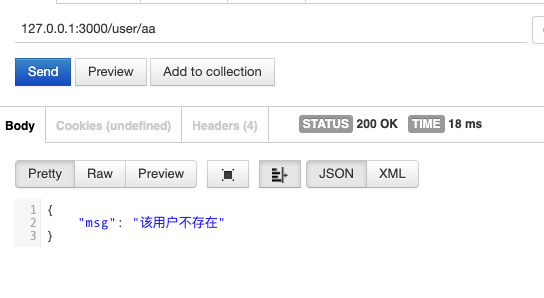 127.0.0.1:3000/user/aa
Send Preview Add to collection
Body Cookies (undefined) Headers (4) STATUS 200 OK TIME 18 ms
Pretty Raw Preview JSON XML
1 {
2 "msg": "该用户不存在"
3 }